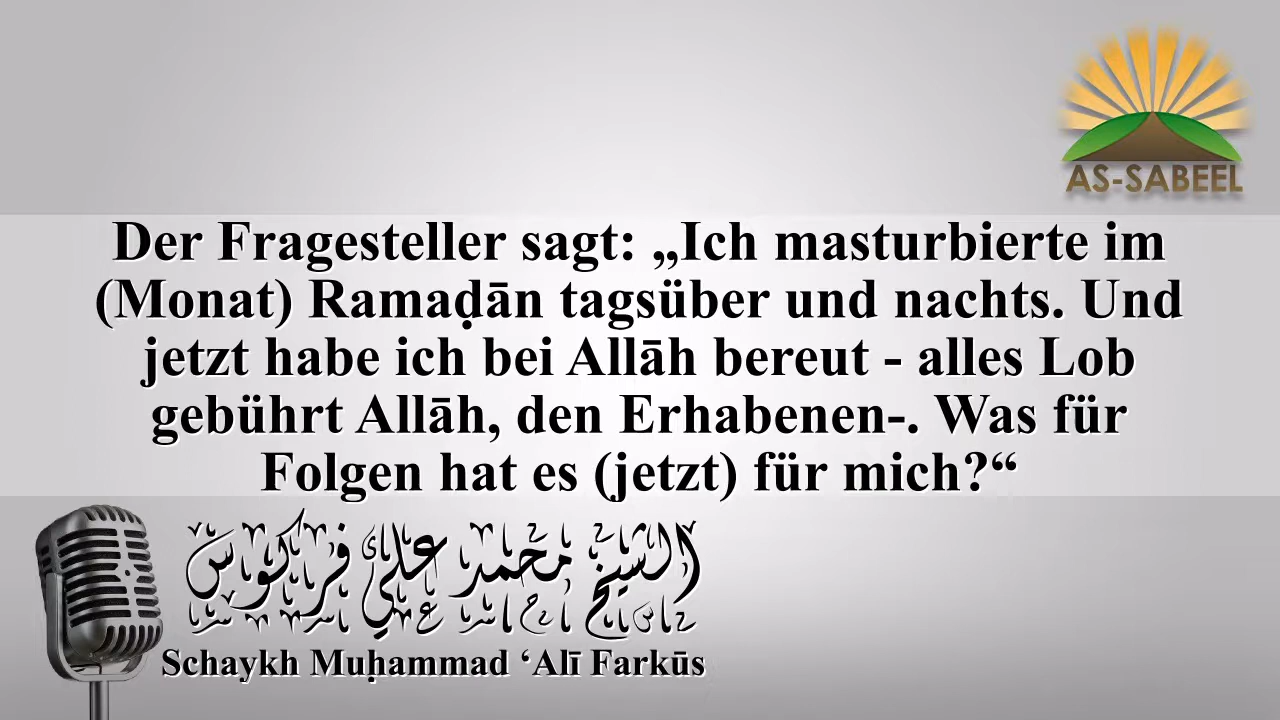 AS-SABEEL
Der Fragesteller sagt: „Ich masturbierte im
(Monat) Ramaḍān tagsüber und nachts. Und
jetzt habe ich bei Allāh bereut - alles Lob
gebührt Allāh, den Erhabenen-. Was für
Folgen hat es (jetzt) für mich?“
الشيخ محمد علي فركوس
Schaykh Muḥammad ‘Alī Farkūs